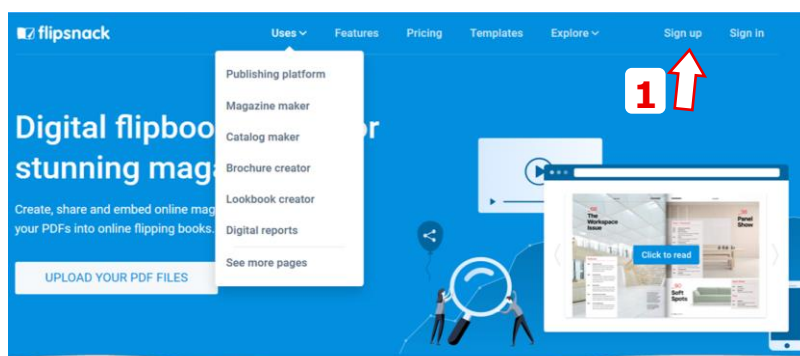 flipsnack
Uses Features Pricing Templates Explore Sign up Sign in
Publishing platform
Magazine maker
Catalog maker
Brochure creator
Lookbook creator
Digital reports
See more pages
1
Digital flipboo r
stunning mag
Create, share and embed online mag
your PDFs into online flipping books.
UPLOAD YOUR PDF FILES
The
Workspace
Issue
Panel
Show
Click to read
Soft
Spots